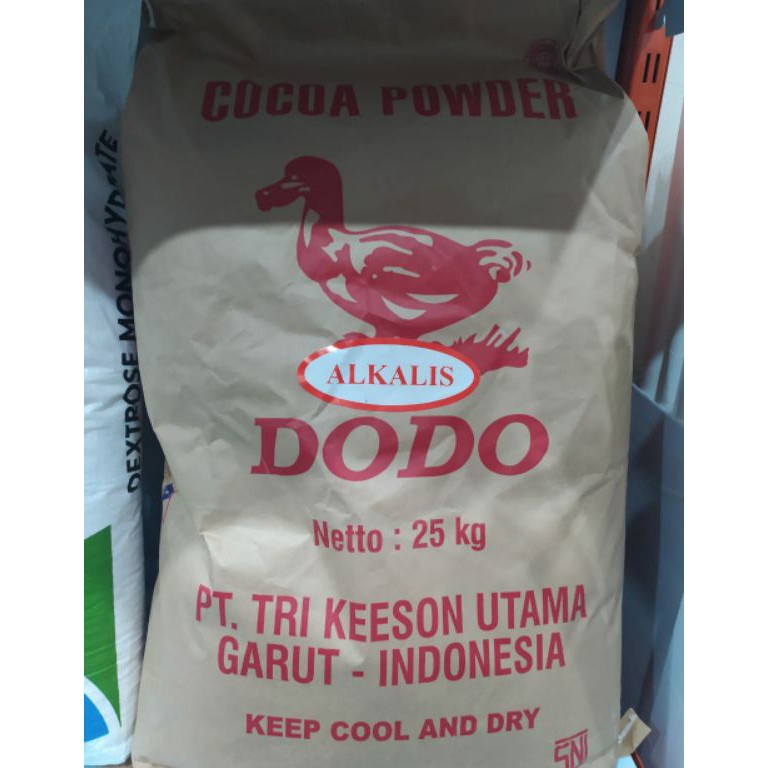 COCOA POWDER
ALKALIS
DODO
Netto : 25 kg
PT. TRI KEESON UTAMA
GARUT - INDONESIA
KEEP COOL AND DRY
SNI
DEXTROSE MONOHYDRATE